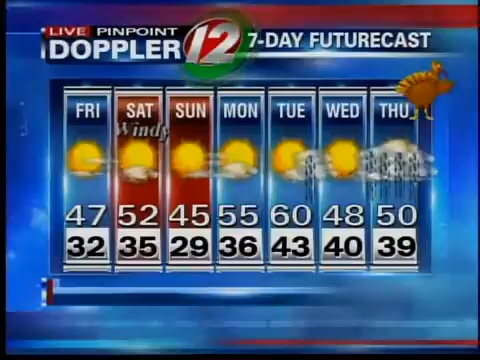 LIVE PINPOINT
DOPPLER 12 7-DAY FUTURECAST
FRI SAT SUN MON TUE WED THU
Windy
47 52 45 55 60 48 50
32 35 29 36 43 40 39